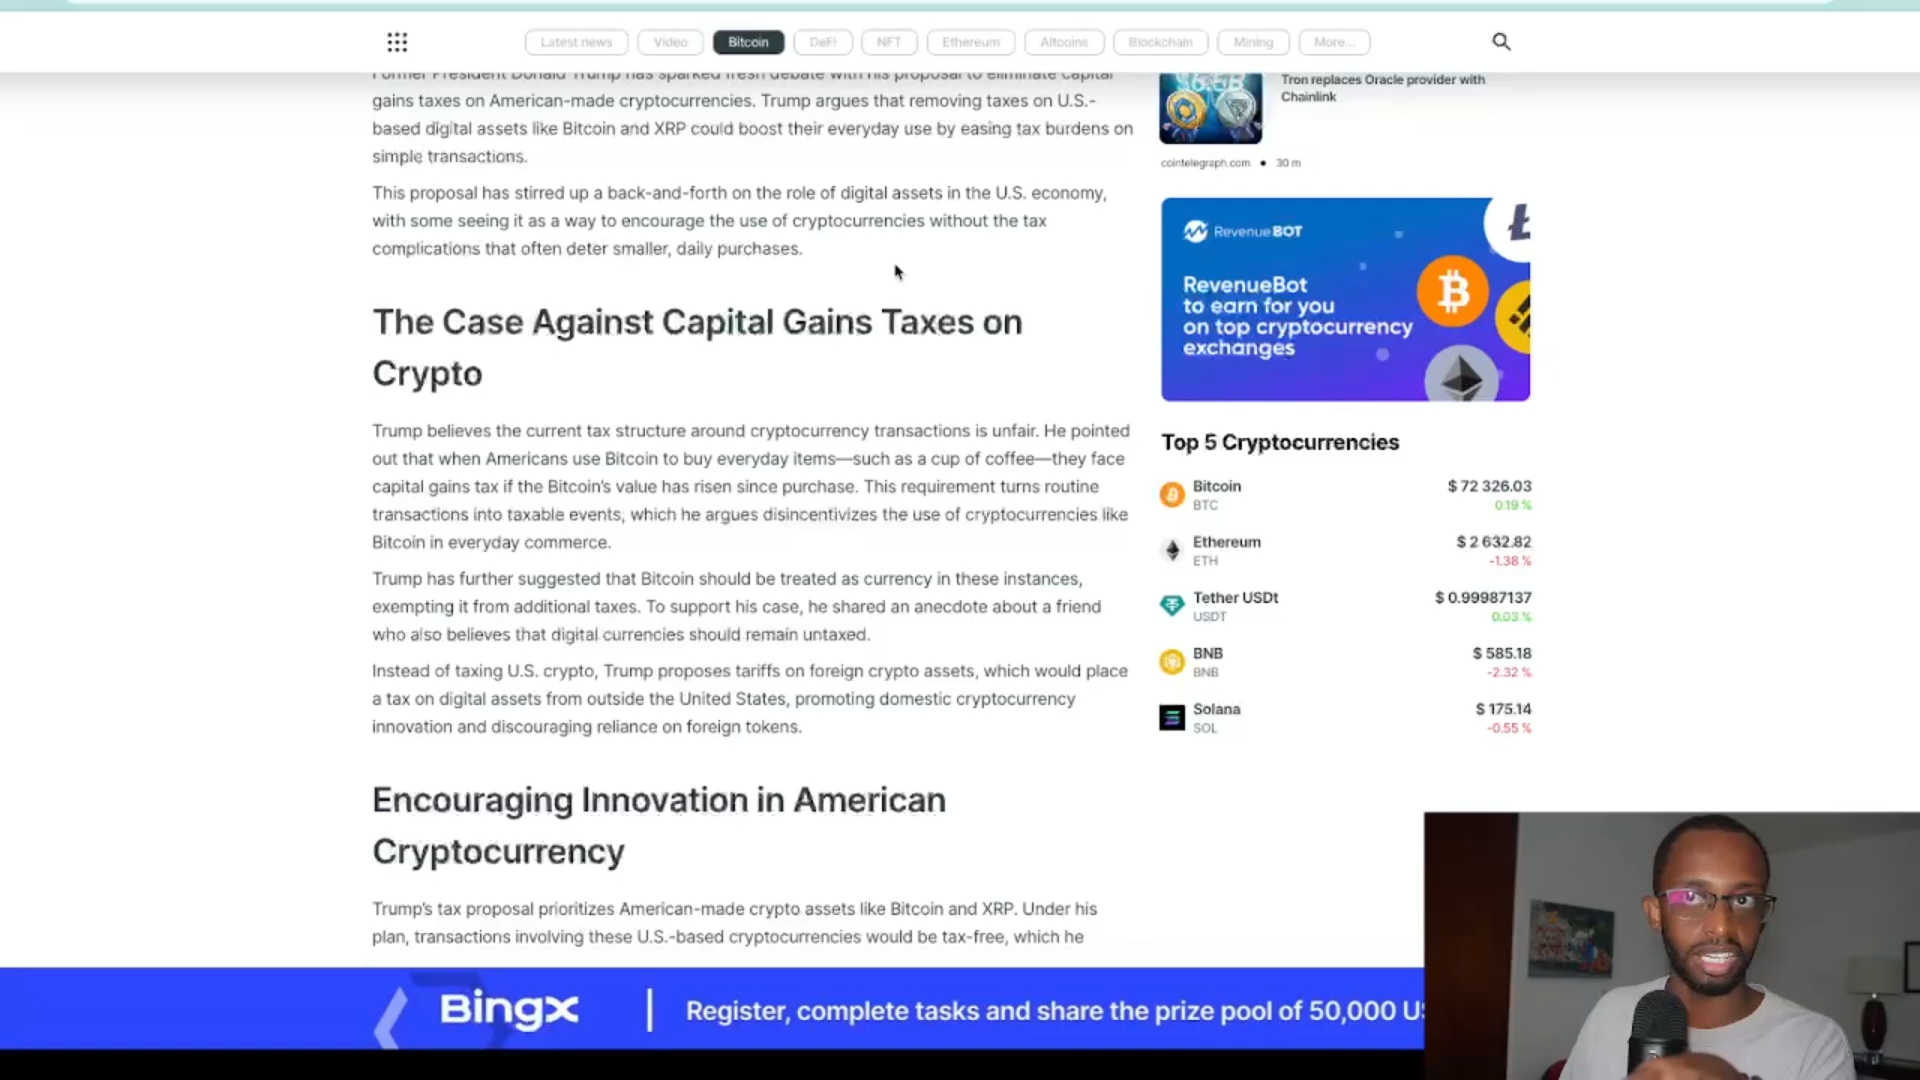 Latest news
Video
Bitcoin
DeFi
NFT
Ethereum
Altcoins
Blockchain
Mining
More...
Former President Donald Trump has sparked fresh debate with his proposal to eliminate capital
gains taxes on American-made cryptocurrencies. Trump argues that removing taxes on U.S.-
based digital assets like Bitcoin and XRP could boost their everyday use by easing tax burdens on
simple transactions.
This proposal has stirred up a back-and-forth on the role of digital assets in the U.S. economy,
with some seeing it as a way to encourage the use of cryptocurrencies without the tax
complications that often deter smaller, daily purchases.
The Case Against Capital Gains Taxes on
Crypto
Trump believes the current tax structure around cryptocurrency transactions is unfair. He pointed
out that when Americans use Bitcoin to buy everyday items—such as a cup of coffee—they face
capital gains tax if the Bitcoin's value has risen since purchase. This requirement turns routine
transactions into taxable events, which he argues disincentivizes the use of cryptocurrencies like
Bitcoin in everyday commerce.
Trump has further suggested that Bitcoin should be treated as currency in these instances,
exempting it from additional taxes. To support his case, he shared an anecdote about a friend
who also believes that digital currencies should remain untaxed.
Instead of taxing U.S. crypto, Trump proposes tariffs on foreign crypto assets, which would place
a tax on digital assets from outside the United States, promoting domestic cryptocurrency
innovation and discouraging reliance on foreign tokens.
Encouraging Innovation in American
Cryptocurrency
Trump's tax proposal prioritizes American-made crypto assets like Bitcoin and XRP. Under his
plan, transactions involving these U.S.-based cryptocurrencies would be tax-free, which he
Tron replaces Oracle provider with
Chainlink
cointelegraph.com • 30 m
RevenueBOT
RevenueBot
to earn for you
on top cryptocurrency
exchanges
Top 5 Cryptocurrencies
Bitcoin $ 72 326.03
BTC 0.19 %
Ethereum $ 2 632.82
ETH -1.38 %
Tether USDt $ 0.99987137
USDT 0.03 %
BNB $ 585.18
BNB -2.32 %
Solana $ 175.14
SOL -0.55 %
BingX | Register, complete tasks and share the prize pool of 50,000